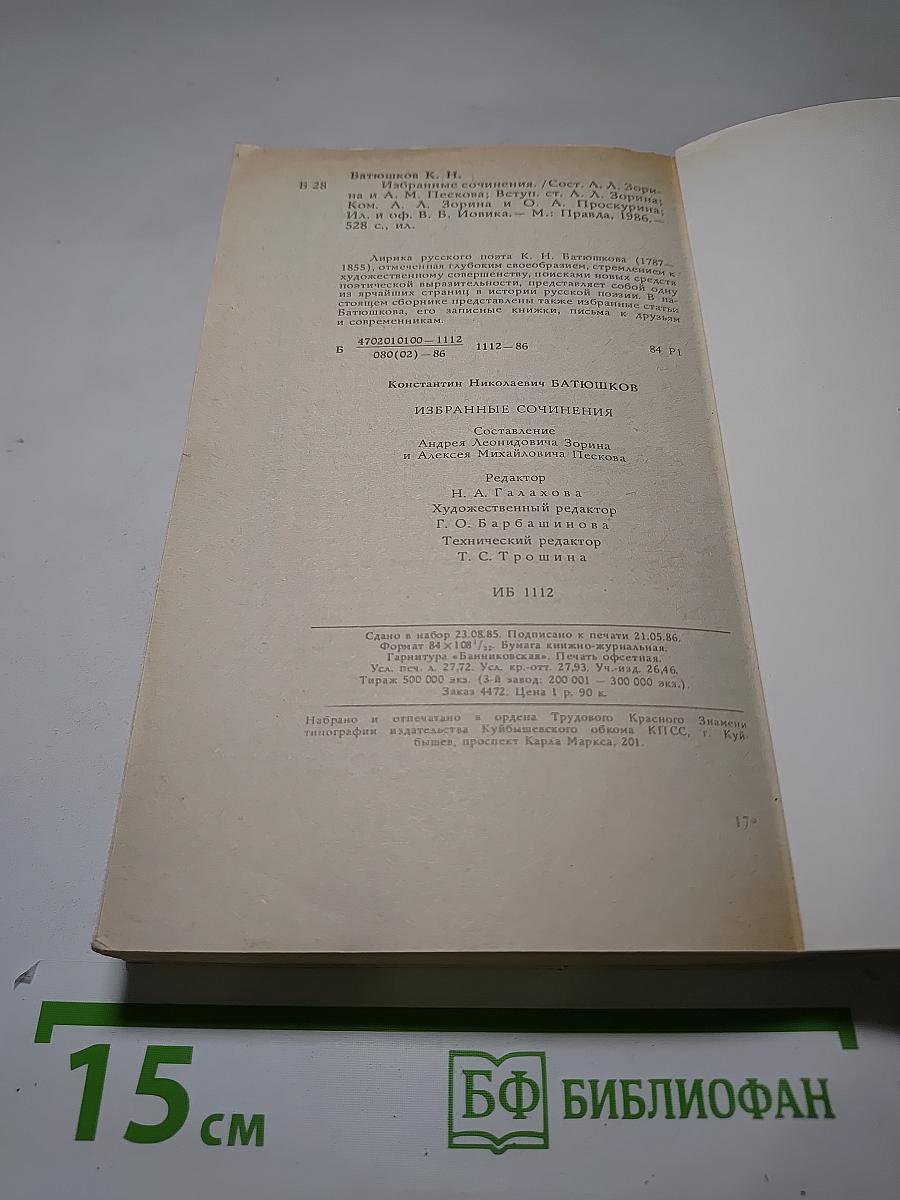 Батюшков К. Н.
Б 28 Избранные сочинения. /Сост. А. Л. Зори-
на и А. М. Пескова; Вступ. ст. А. Л. Зорина;
Ком. А. Л. Зорина и О. А. Проскурина;
Ил. и оф. В. В. Иовика.— М.: Правда, 1986.—
528 с., ил.
Лирика русского поэта К. Н. Батюшкова (1787—
1855), отмеченная глубоким своеобразием, стремлением к
художественному совершенству, поисками новых средств
поэтической выразительности, представляет собой одну
из ярчайших страниц в истории русской поэзии. В на-
стоящем сборнике представлены также избранные статьи
Батюшкова, его записные книжки, письма к друзьям
и современникам.
4702010100—1112
Б 1112—86 84 Р1
080(02)—86
Константин Николаевич БАТЮШКОВ
ИЗБРАННЫЕ СОЧИНЕНИЯ
Составление
Андрея Леонидовича Зорина
и Алексея Михайловича Пескова
Редактор
Н. А. Галахова
Художественный редактор
Г. О. Барбашинова
Технический редактор
Т. С. Трошина
ИБ 1112
Сдано в набор 23.08.85. Подписано к печати 21.05.86.
Формат 84×108¹/₃₂. Бумага книжно-журнальная.
Гарнитура «Банниковская». Печать офсетная.
Усл. печ. л. 27,72. Усл. кр.-отт. 27,93. Уч.-изд. 26,46.
Тираж 500 000 экз. (3-й завод: 200 001 — 300 000 экз.).
Заказ 4472. Цена 1 р. 90 к.
Набрано и отпечатано в ордена Трудового Красного Знамени
типографии издательства Куйбышевского обкома КПСС, г. Куй-
бышев, проспект Карла Маркса, 201.
17*
15 см
БФ БИБЛИОФАН